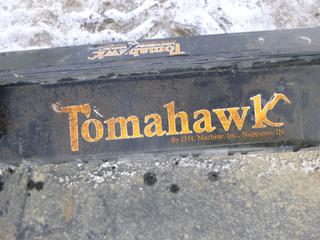 Tomahawk
Tomahawk
By D.H. Machine, Inc., Nappanee, IN